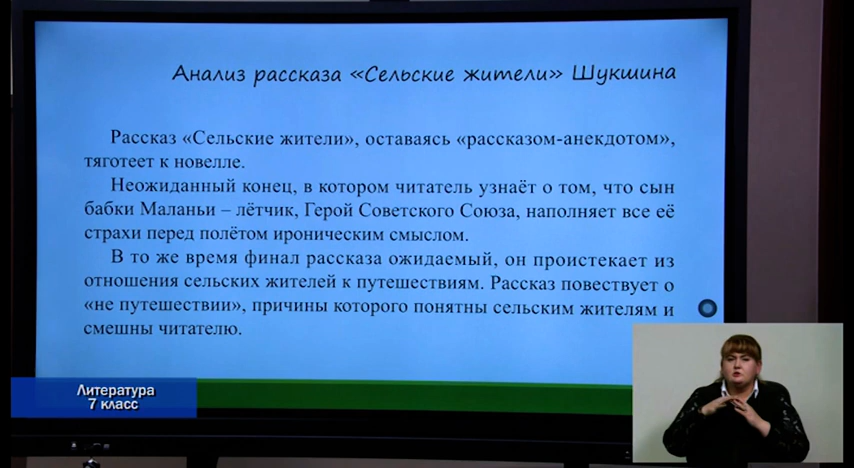 Анализ рассказа «Сельские жители» Шукшина
Рассказ «Сельские жители», оставаясь «рассказом-анекдотом»,
тяготеет к новелле.
Неожиданный конец, в котором читатель узнаёт о том, что сын
бабки Маланьи – лётчик, Герой Советского Союза, наполняет все её
страхи перед полётом ироническим смыслом.
В то же время финал рассказа ожидаемый, он проистекает из
отношения сельских жителей к путешествиям. Рассказ повествует о
«не путешествии», причины которого понятны сельским жителям и
смешны читателю.
Литература
7 класс